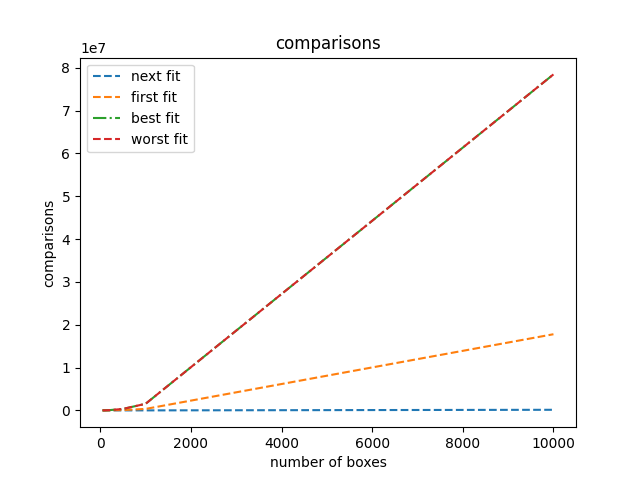 comparisons
1e7
next fit
first fit
best fit
worst fit
8
7
6
5
4
3
2
1
0
comparisons
0 2000 4000 6000 8000 10000
number of boxes